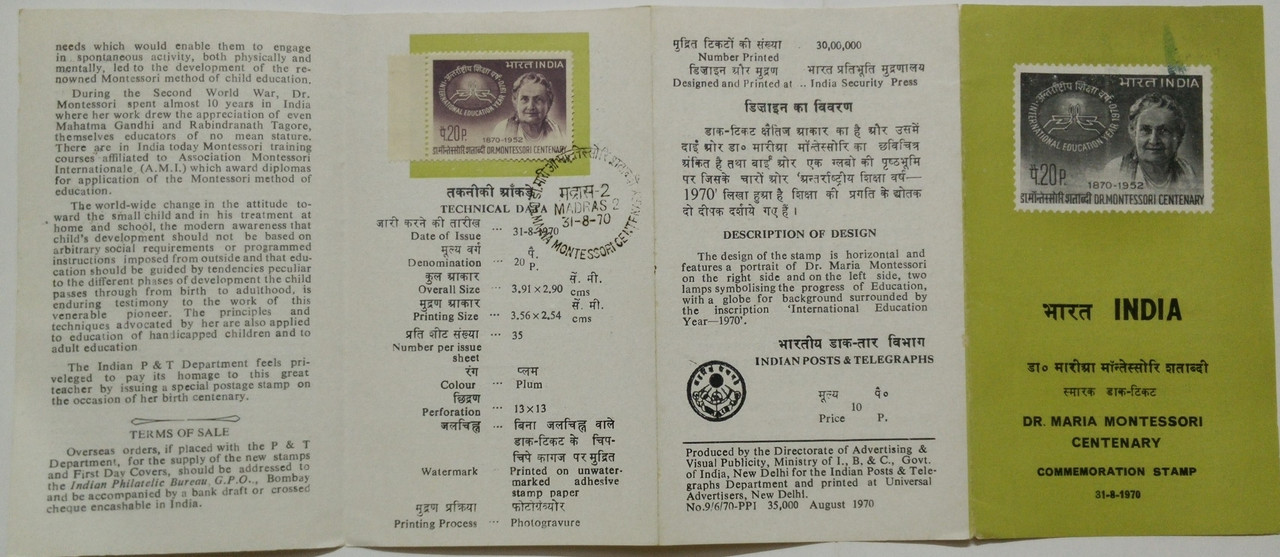 needs which would enable them to engage
in spontaneous activity, both physically and
mentally, led to the development of the re-
nowned Montessori method of child education.
During the Second World War, Dr.
Montessori spent almost 10 years in India
where her work drew the appreciation of even
Mahatma Gandhi and Rabindranath Tagore,
themselves educators of no mean stature.
There are in India today Montessori training
courses affiliated to Association Montessori
Internationale (A.M.I.) which award diplomas
for application of the Montessori method of
education.
The world-wide change in the attitude to-
ward the small child and in his treatment at
home and school, the modern awareness that
child's development should not be based on
arbitrary social requirements or programmed
instructions imposed from outside and that edu-
cation should be guided by tendencies peculiar
to the different phases of development the child
passes through from birth to adulthood, is
enduring testimony to the work of this
venerable pioneer. The principles and
techniques advocated by her are also applied
to education of handicapped children and to
adult education
The Indian P & T Department feels pri-
veleged to pay its homage to this great
teacher by issuing a special postage stamp on
the occasion of her birth centenary.
TERMS OF SALE
Overseas orders, if placed with the P & T
Department, for the supply of the new stamps
and First Day Covers, should be addressed to
the Indian Philatelic Bureau, G.P.O., Bombay
and be accompanied by a bank draft or crossed
cheque encashable in India.
भारत INDIA
अन्तर्राष्ट्रीय शिक्षा वर्ष-1970
INTERNATIONAL EDUCATION YEAR
पै.20 P.
1870-1952
डा.मॉन्तेस्सोरि शताब्दी DR.MONTESSORI CENTENARY
मद्रास-2
MADRAS 2
31-8-70
MARIA MONTESSORI CENTENARY
तकनीकी आँकड़े
TECHNICAL DATA
जारी करने की तारीख
Date of Issue ... 31-8-1970
मूल्य वर्ग पै.
Denomination ... 20 P.
कुल आकार सें. मी.
Overall Size ... 3.91×2.90 cms
मुद्रण आकार सें. मी.
Printing Size ... 3.56×2.54 cms
प्रति शीट संख्या ... 35
Number per issue
sheet
रंग प्लम
Colour ... Plum
छिद्रण
Perforation ... 13×13
जलचिह्न ... बिना जलचिह्न वाले
डाक-टिकट के चिप-
चिपे कागज पर मुद्रित
Watermark Printed on unwater-
marked adhesive
stamp paper
मुद्रण प्रक्रिया फोटोग्रेव्योर
Printing Process ... Photogravure
मुद्रित टिकटों की संख्या 30,00,000
Number Printed
डिजाइन और मुद्रण भारत प्रतिभूति मुद्रणालय
Designed and Printed at .. India Security Press
डिजाइन का विवरण
डाक-टिकट क्षैतिज आकार का है और उसमें
दाईं ओर डा० मारीआ मॉन्तेस्सोरि का छविचित्र
अंकित है तथा बाईं ओर एक ग्लबो की पृष्ठभूमि
पर जिसके चारों ओर 'अन्तर्राष्ट्रीय शिक्षा वर्ष—
1970' लिखा हुआ है शिक्षा की प्रगति के द्योतक
दो दीपक दर्शाये गए हैं।
DESCRIPTION OF DESIGN
The design of the stamp is horizontal and
features a portrait of Dr. Maria Montessori
on the right side and on the left side, two
lamps symbolising the progress of Education,
with a globe for background surrounded by
the inscription 'International Education
Year—1970'.
भारतीय डाक-तार विभाग
INDIAN POSTS & TELEGRAPHS
मूल्य पै०
10
Price P.
Produced by the Directorate of Advertising &
Visual Publicity, Ministry of I., B, & C., Govt.
of India, New Delhi for the Indian Posts & Tele-
graphs Department and printed at Universal
Advertisers, New Delhi.
No.9/6/70-PPI 35,000 August 1970
भारत INDIA
अन्तर्राष्ट्रीय शिक्षा वर्ष-1970
INTERNATIONAL EDUCATION YEAR
पै.20 P.
1870-1952
डा.मॉन्तेस्सोरि शताब्दी DR.MONTESSORI CENTENARY
भारत INDIA
डा० मारीआ मॉन्तेस्सोरि शताब्दी
स्मारक डाक-टिकट
DR. MARIA MONTESSORI
CENTENARY
COMMEMORATION STAMP
31-8-1970